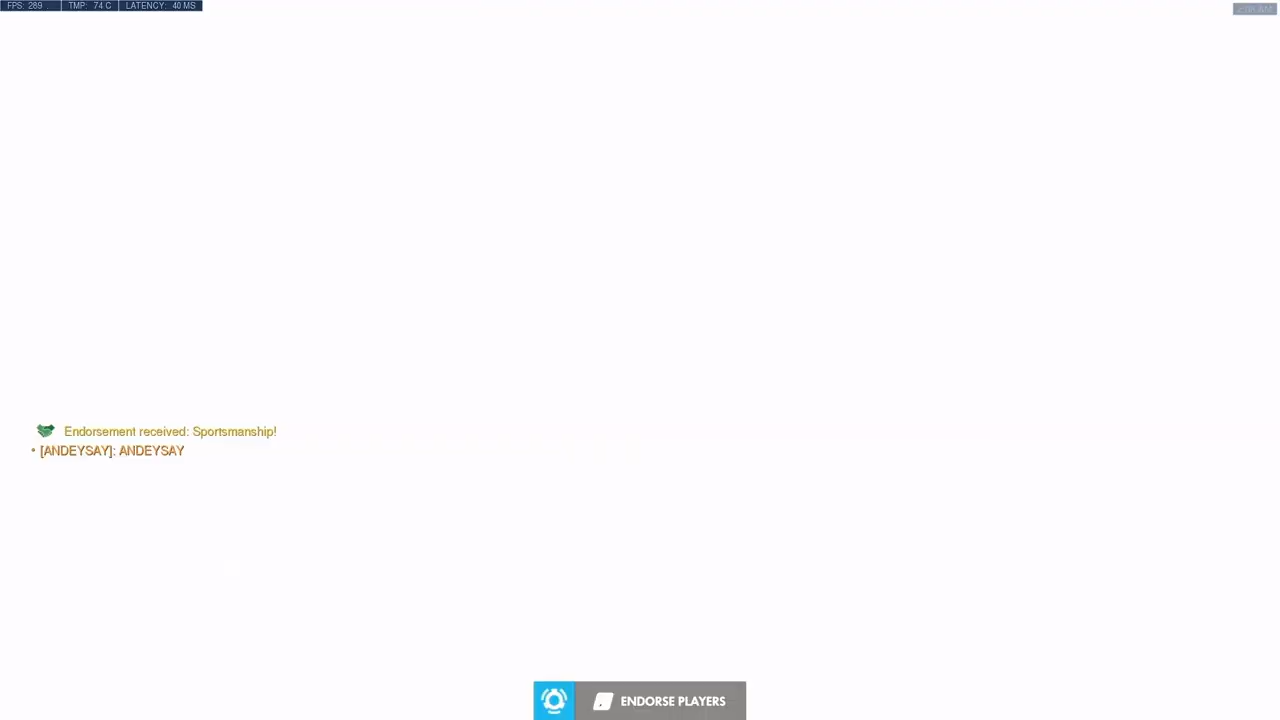 FPS: 289 TMP: 74 C LATENCY: 40 MS
Endorsement received: Sportsmanship!
• [ANDEYSAY]: ANDEYSAY
ENDORSE PLAYERS